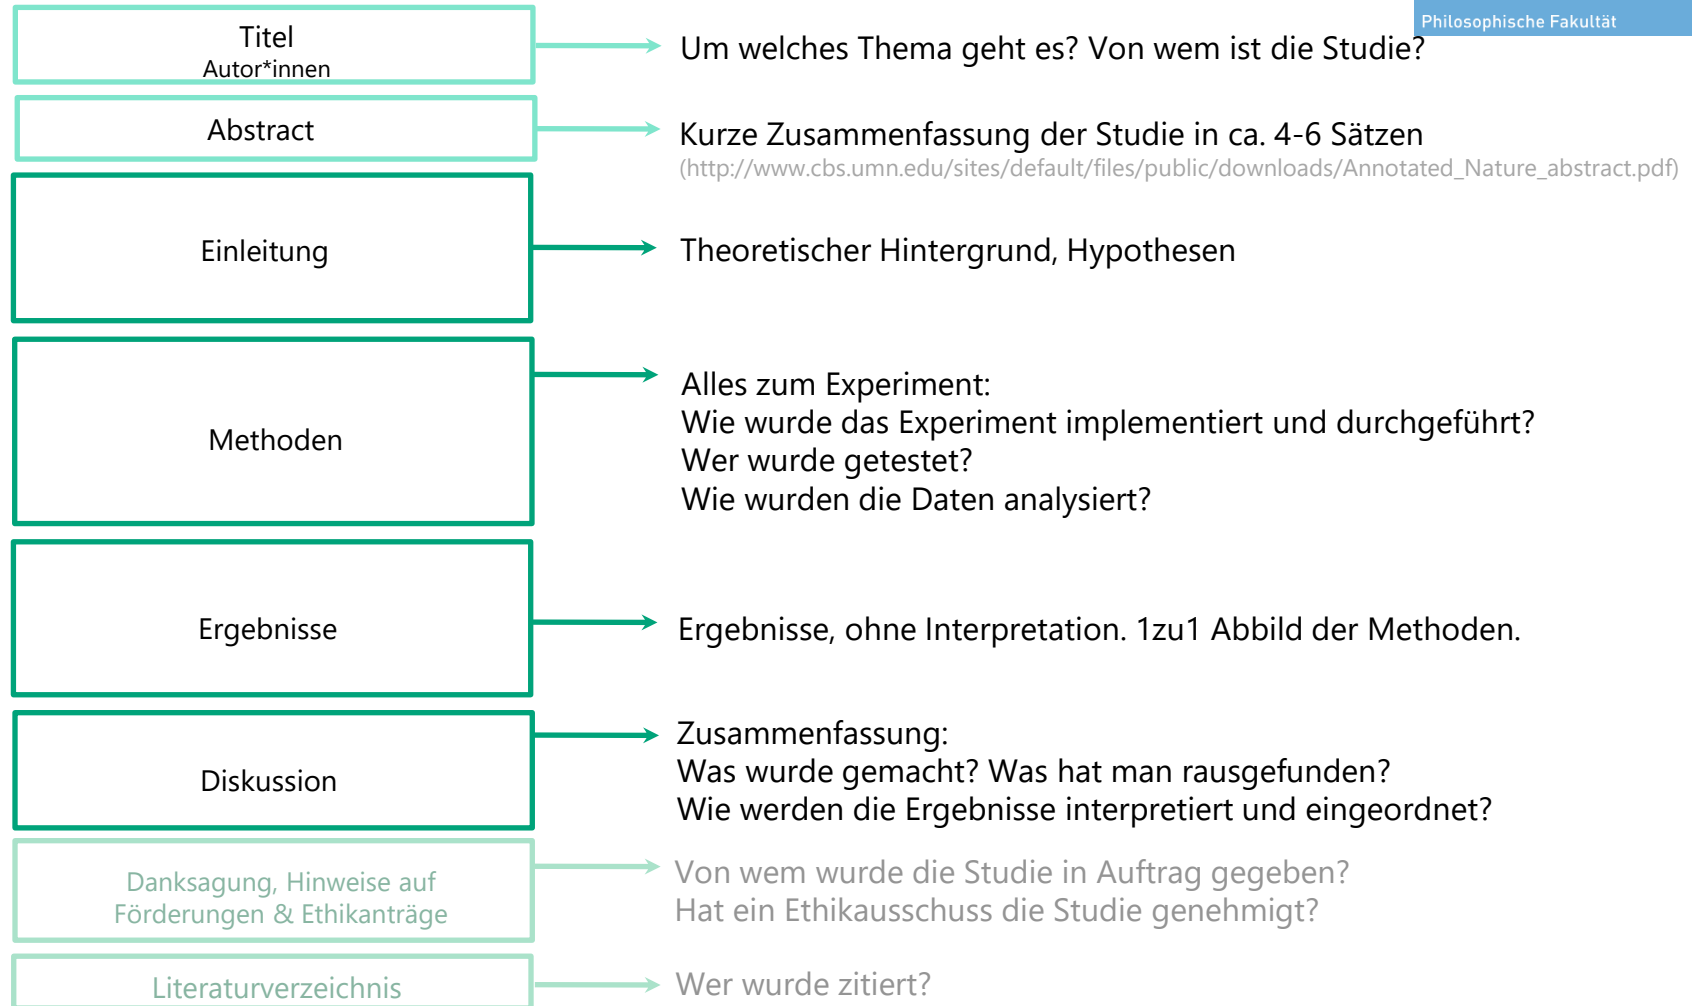 Philosophische Fakultät
Titel
Autor*innen
Um welches Thema geht es? Von wem ist die Studie?
Abstract
Kurze Zusammenfassung der Studie in ca. 4-6 Sätzen
(http://www.cbs.umn.edu/sites/default/files/public/downloads/Annotated_Nature_abstract.pdf)
Einleitung
Theoretischer Hintergrund, Hypothesen
Methoden
Alles zum Experiment:
Wie wurde das Experiment implementiert und durchgeführt?
Wer wurde getestet?
Wie wurden die Daten analysiert?
Ergebnisse
Ergebnisse, ohne Interpretation. 1zu1 Abbild der Methoden.
Diskussion
Zusammenfassung:
Was wurde gemacht? Was hat man rausgefunden?
Wie werden die Ergebnisse interpretiert und eingeordnet?
Danksagung, Hinweise auf
Förderungen & Ethikanträge
Von wem wurde die Studie in Auftrag gegeben?
Hat ein Ethikausschuss die Studie genehmigt?
Literaturverzeichnis
Wer wurde zitiert?